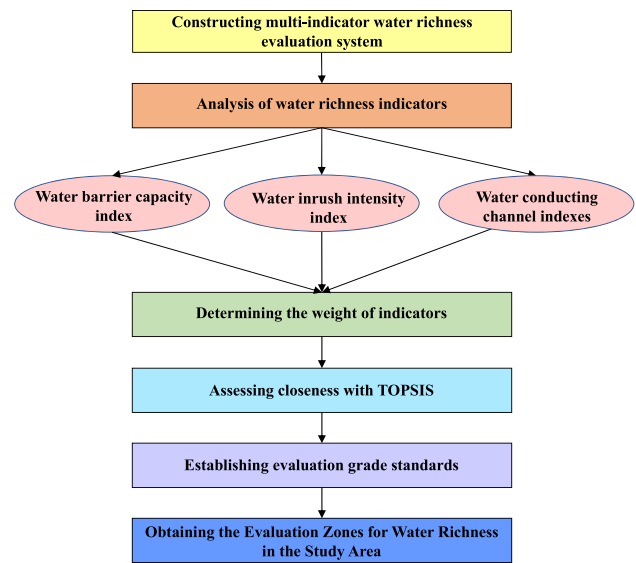 Constructing multi-indicator water richness
evaluation system
Analysis of water richness indicators
Water barrier capacity
index
Water inrush intensity
index
Water conducting
channel indexes
Determining the weight of indicators
Assessing closeness with TOPSIS
Establishing evaluation grade standards
Obtaining the Evaluation Zones for Water Richness
in the Study Area